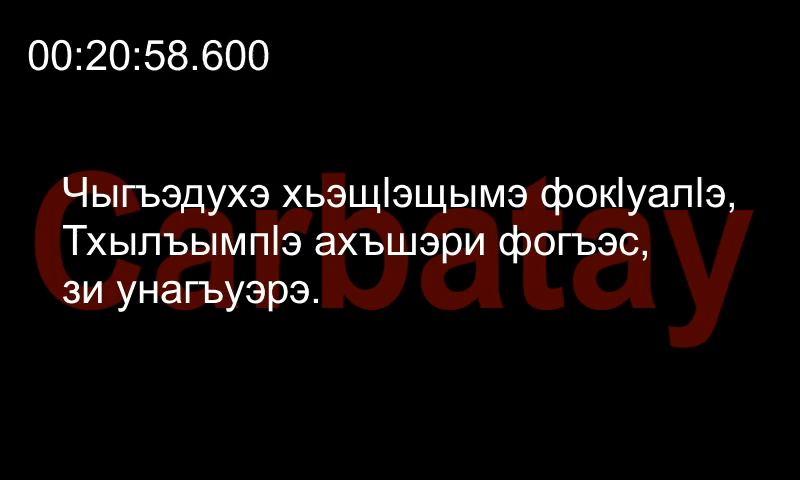 00:20:58.600
Чыгъэдухэ хьэщӏэщымэ фокӏуалӏэ,
Тхылъымпӏэ ахъшэри фогъэс,
зи унагъуэрэ.
Carbatay